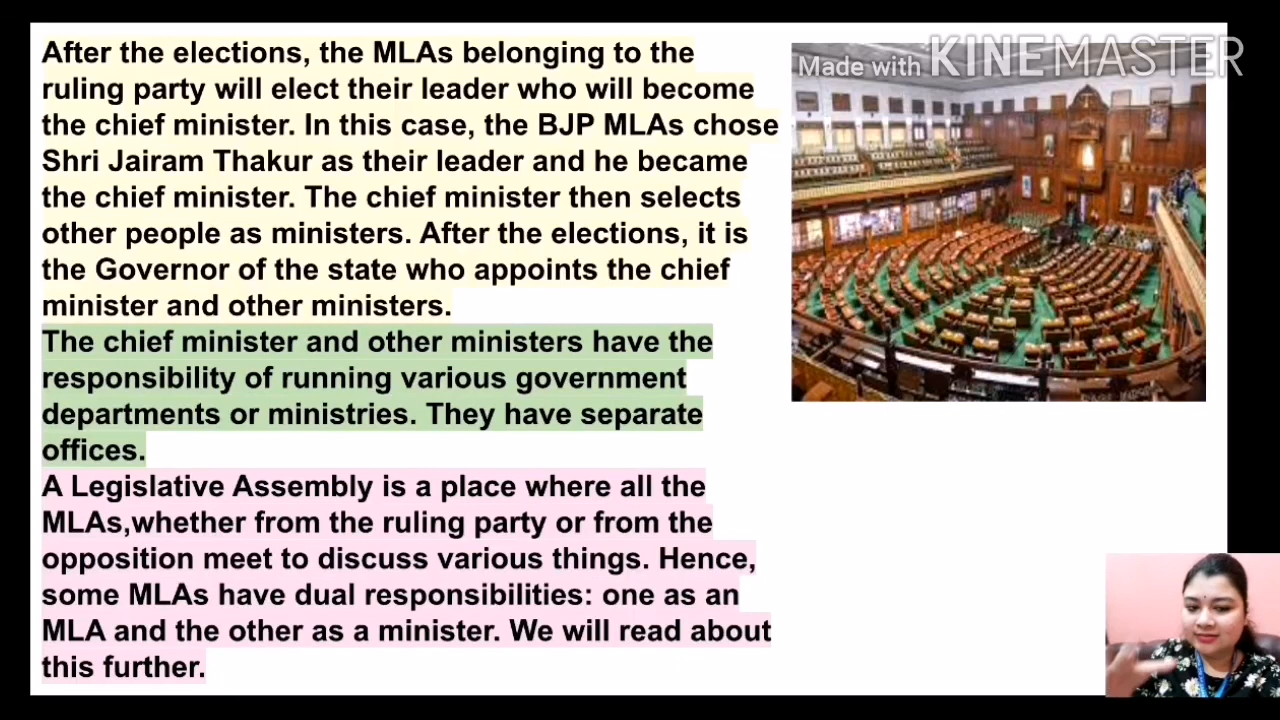 After the elections, the MLAs belonging to the
ruling party will elect their leader who will become
the chief minister. In this case, the BJP MLAs chose
Shri Jairam Thakur as their leader and he became
the chief minister. The chief minister then selects
other people as ministers. After the elections, it is
the Governor of the state who appoints the chief
minister and other ministers.
The chief minister and other ministers have the
responsibility of running various government
departments or ministries. They have separate
offices.
A Legislative Assembly is a place where all the
MLAs,whether from the ruling party or from the
opposition meet to discuss various things. Hence,
some MLAs have dual responsibilities: one as an
MLA and the other as a minister. We will read about
this further.
Made with KINEMASTER